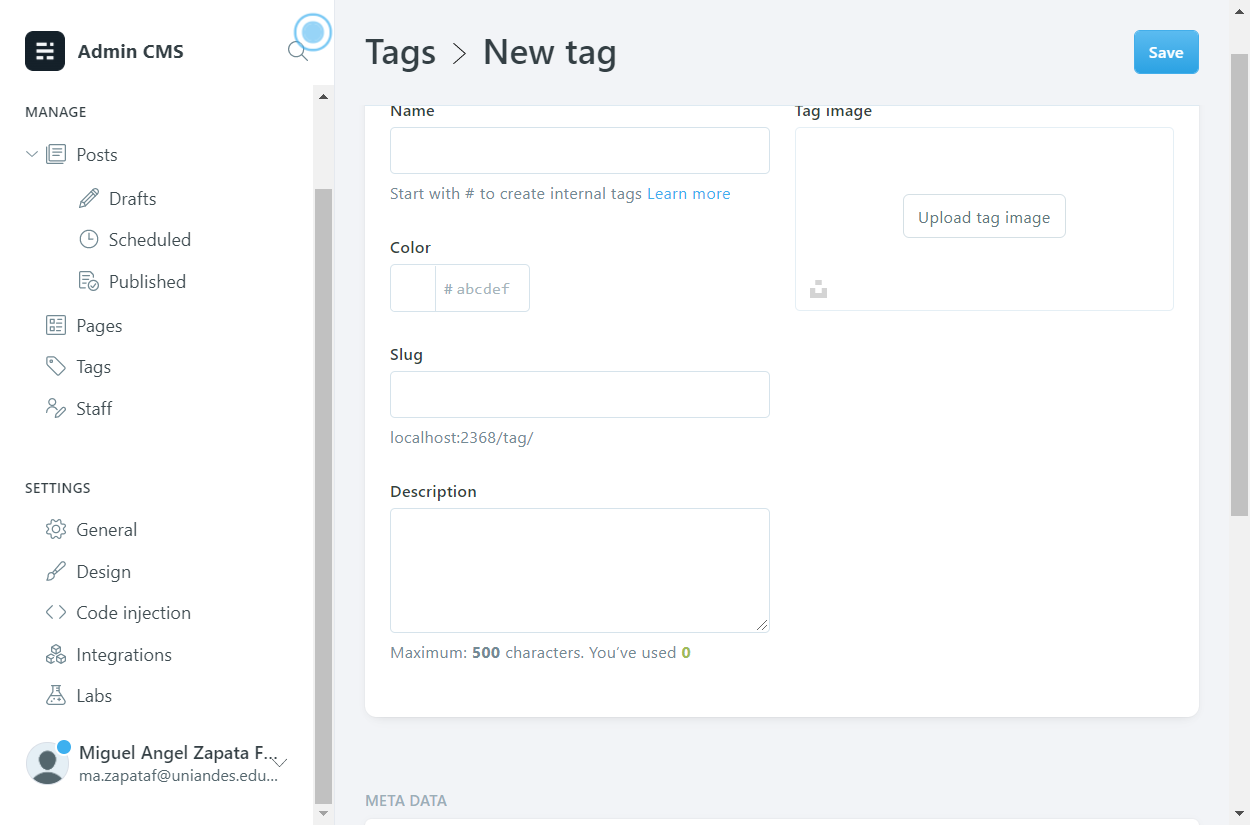 Admin CMS
MANAGE
Posts
Drafts
Scheduled
Published
Pages
Tags
Staff
SETTINGS
General
Design
Code injection
Integrations
Labs
Miguel Angel Zapata F...
ma.zapataf@uniandes.edu...
Tags > New tag
Save
Name
Start with # to create internal tags Learn more
Color
# abcdef
Slug
localhost:2368/tag/
Description
Maximum: 500 characters. You’ve used 0
Tag image
Upload tag image
META DATA